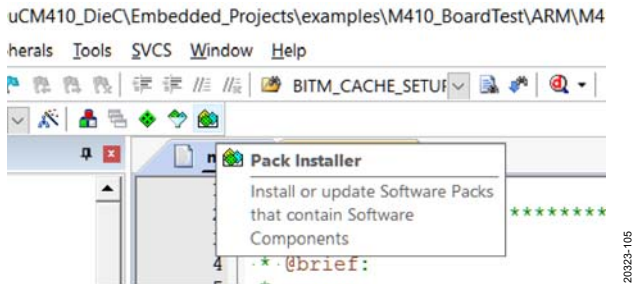 uCM410_DieC\Embedded_Projects\examples\M410_BoardTest\ARM\M4
herals Tools SVCS Window Help
BITM_CACHE_SETUF
Pack Installer
Install or update Software Packs
that contain Software
Components
*********
4 * @brief:
20323-105